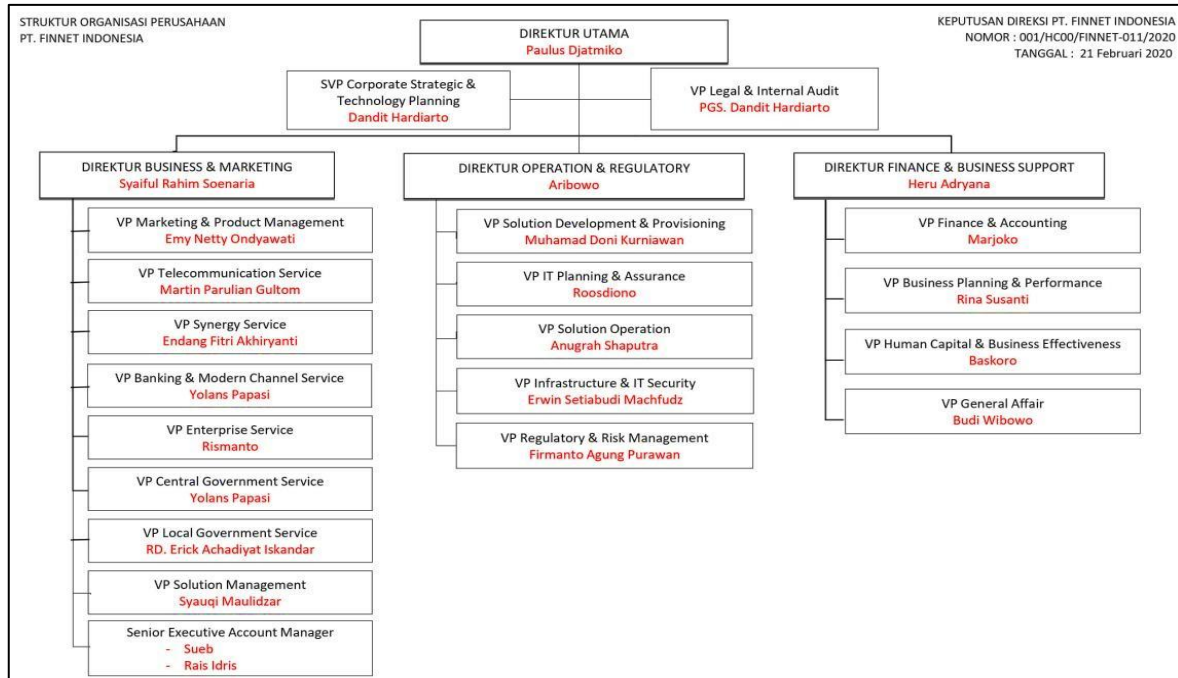 STRUKTUR ORGANISASI PERUSAHAAN
PT. FINNET INDONESIA
KEPUTUSAN DIREKSI PT. FINNET INDONESIA
NOMOR : 001/HC00/FINNET-011/2020
TANGGAL : 21 Februari 2020
DIREKTUR UTAMA
Paulus Djatmiko
SVP Corporate Strategic &
Technology Planning
Dandit Hardiarto
VP Legal & Internal Audit
PGS. Dandit Hardiarto
DIREKTUR BUSINESS & MARKETING
Syaiful Rahim Soenaria
VP Marketing & Product Management
Emy Netty Ondyawati
VP Telecommunication Service
Martin Parulian Gultom
VP Synergy Service
Endang Fitri Akhiryanti
VP Banking & Modern Channel Service
Yolans Papasi
VP Enterprise Service
Rismanto
VP Central Government Service
Yolans Papasi
VP Local Government Service
RD. Erick Achadiyat Iskandar
VP Solution Management
Syauqi Maulidzar
Senior Executive Account Manager
- Sueb
- Rais Idris
DIREKTUR OPERATION & REGULATORY
Aribowo
VP Solution Development & Provisioning
Muhamad Doni Kurniawan
VP IT Planning & Assurance
Roosdiono
VP Solution Operation
Anugrah Shaputra
VP Infrastructure & IT Security
Erwin Setiabudi Machfudz
VP Regulatory & Risk Management
Firmanto Agung Purawan
DIREKTUR FINANCE & BUSINESS SUPPORT
Heru Adryana
VP Finance & Accounting
Marjoko
VP Business Planning & Performance
Rina Susanti
VP Human Capital & Business Effectiveness
Baskoro
VP General Affair
Budi Wibowo